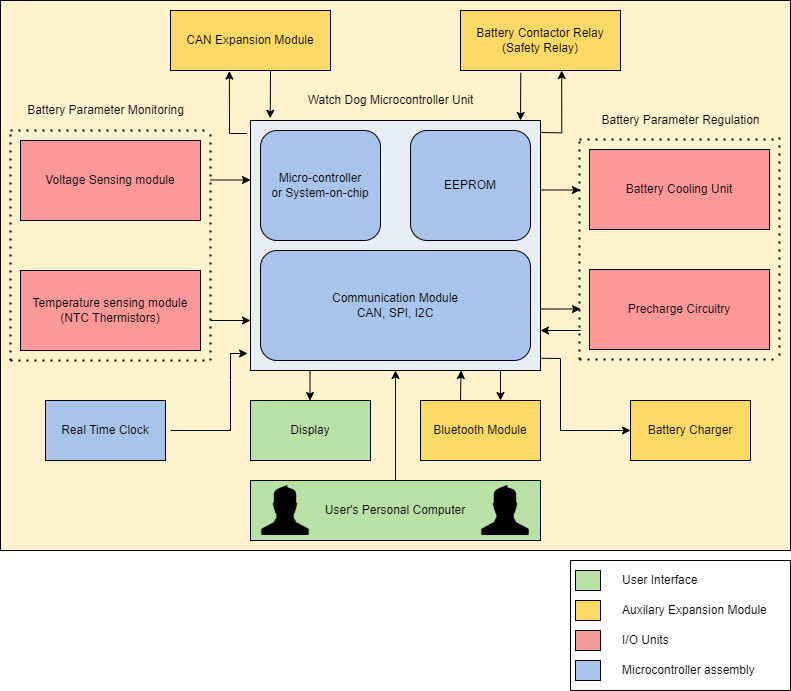 CAN Expansion Module
Battery Contactor Relay
(Safety Relay)
Battery Parameter Monitoring
Watch Dog Microcontroller Unit
Battery Parameter Regulation
Voltage Sensing module
Micro-controller
or System-on-chip
EEPROM
Battery Cooling Unit
Temperature sensing module
(NTC Thermistors)
Communication Module
CAN, SPI, I2C
Precharge Circuitry
Real Time Clock
Display
Bluetooth Module
Battery Charger
User's Personal Computer
User Interface
Auxilary Expansion Module
I/O Units
Microcontroller assembly